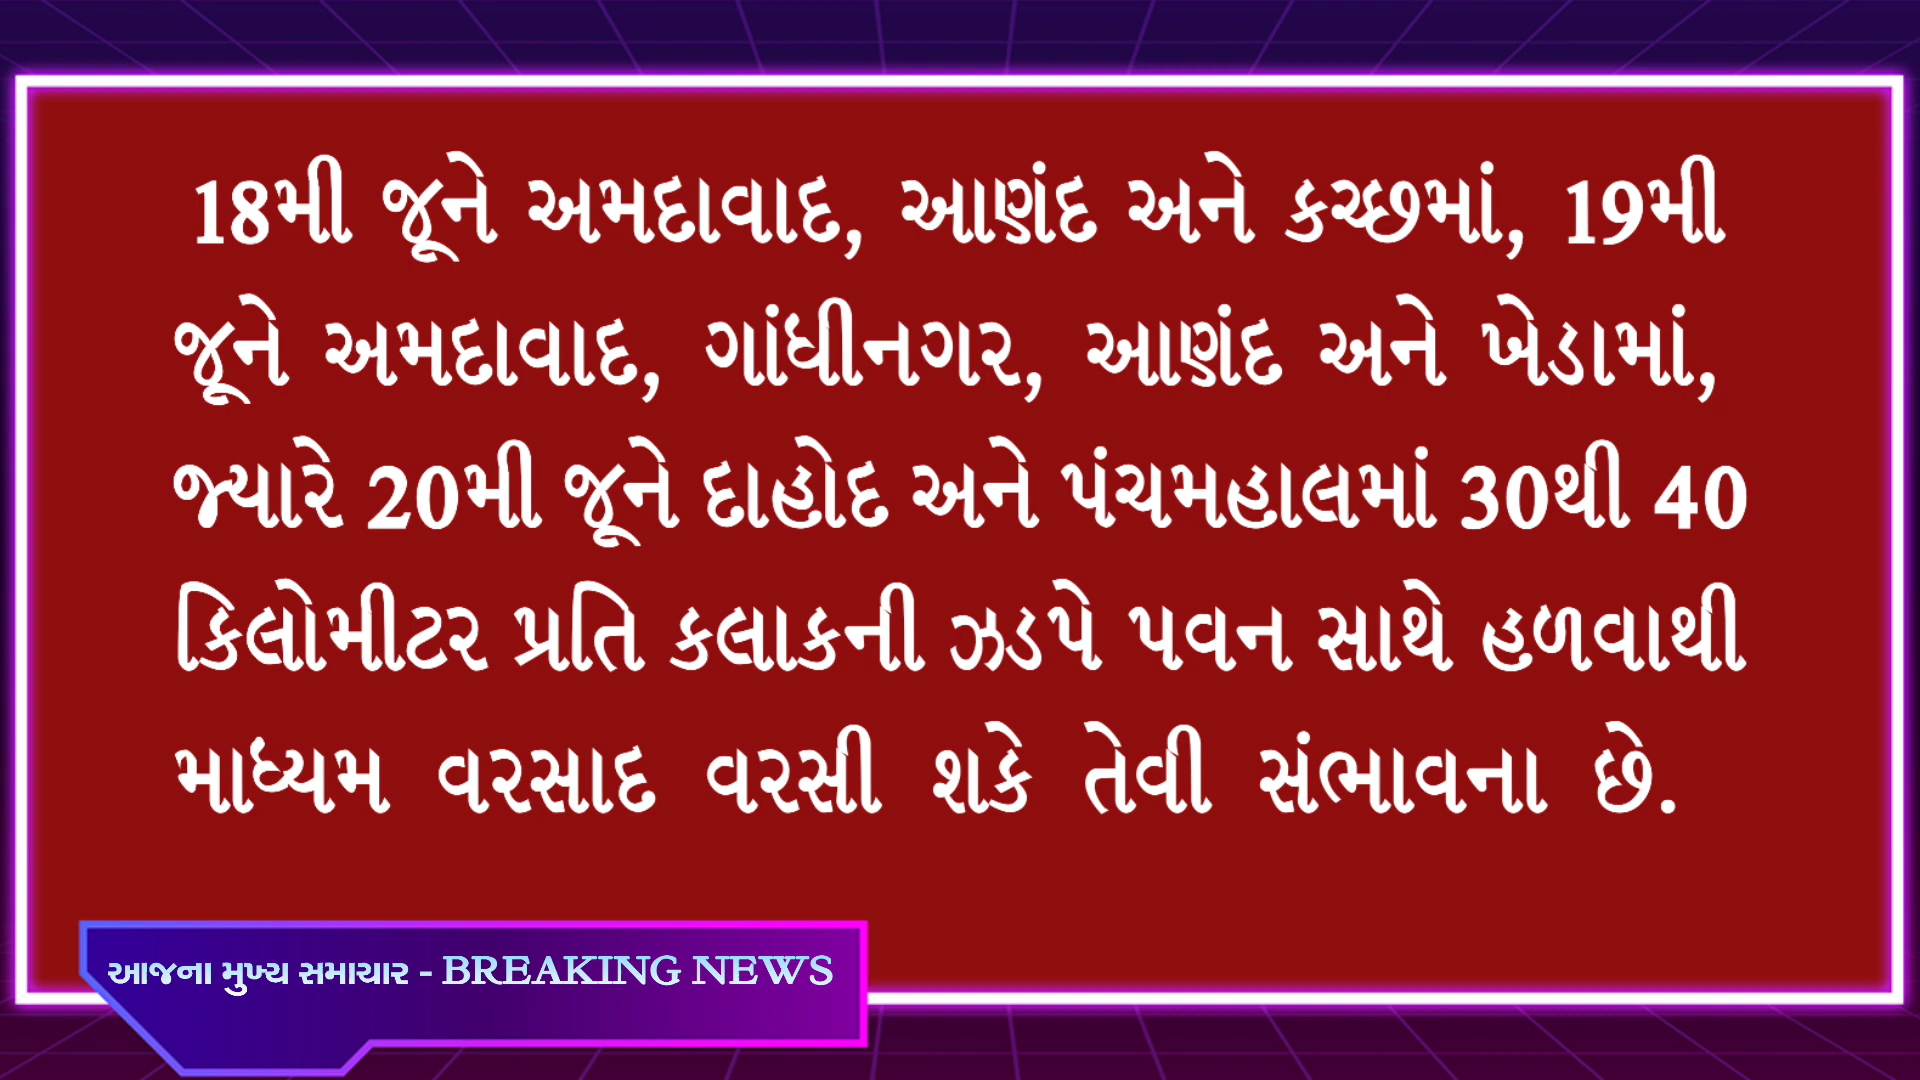 18મી જૂને અમદાવાદ, આણંદ અને કચ્છમાં, 19મી
જૂને અમદાવાદ, ગાંધીનગર, આણંદ અને ખેડામાં,
જ્યારે 20મી જૂને દાહોદ અને પંચમહાલમાં 30થી 40
કિલોમીટર પ્રતિ કલાકની ઝડપે પવન સાથે હળવાથી
માધ્યમ વરસાદ વરસી શકે તેવી સંભાવના છે.
આજના મુખ્ય સમાચાર - BREAKING NEWS